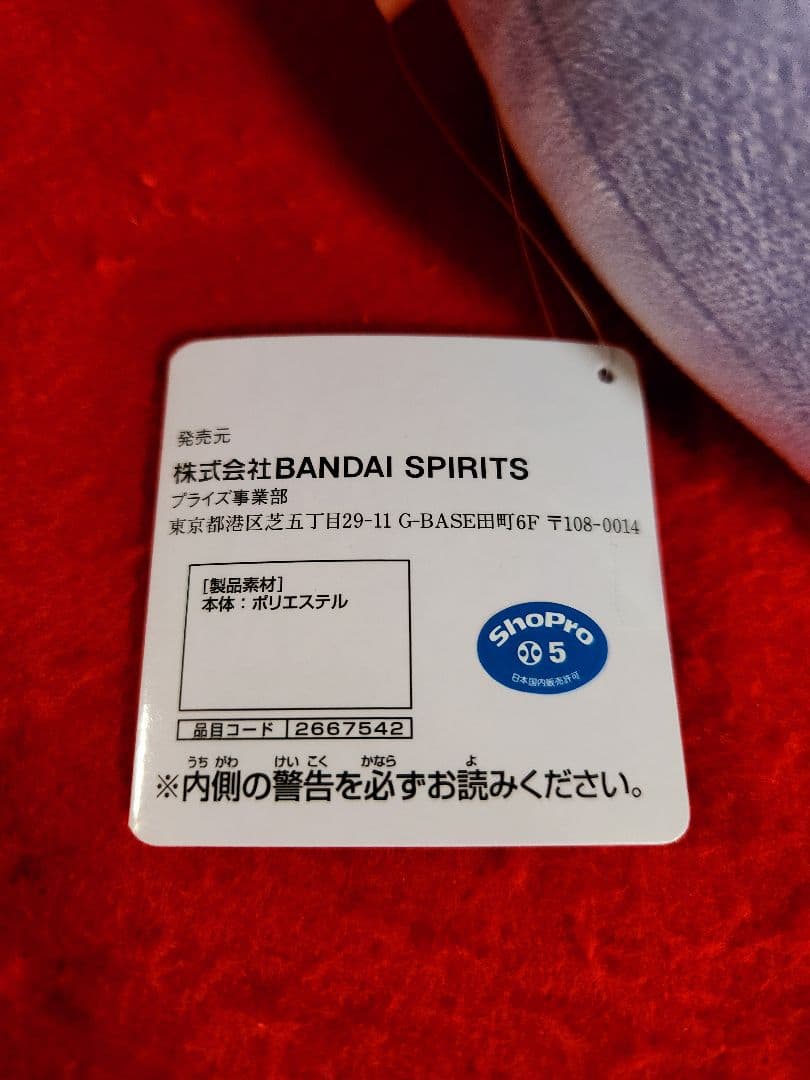 発売元
株式会社BANDAI SPIRITS
プライズ事業部
東京都港区芝五丁目29-11 G-BASE田町6F 〒108-0014
[製品素材]
本体：ポリエステル
ShoPro
5
日本国内販売許可
品目コード 2667542
うち がわ けい こく かなら よ
※内側の警告を必ずお読みください。